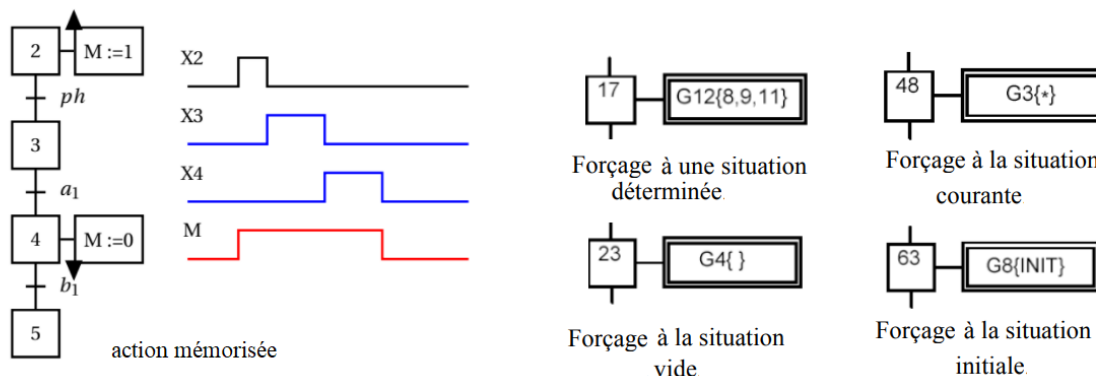 2
M :=1
ph
3
a1
4
M :=0
b1
5
action mémorisée
X2
X3
X4
M
17
G12{8,9,11}
Forçage à une situation
déterminée.
48
G3{*}
Forçage à la situation
courante
23
G4{ }
Forçage à la situation
vide
63
G8{INIT}
Forçage à la situation
initiale.